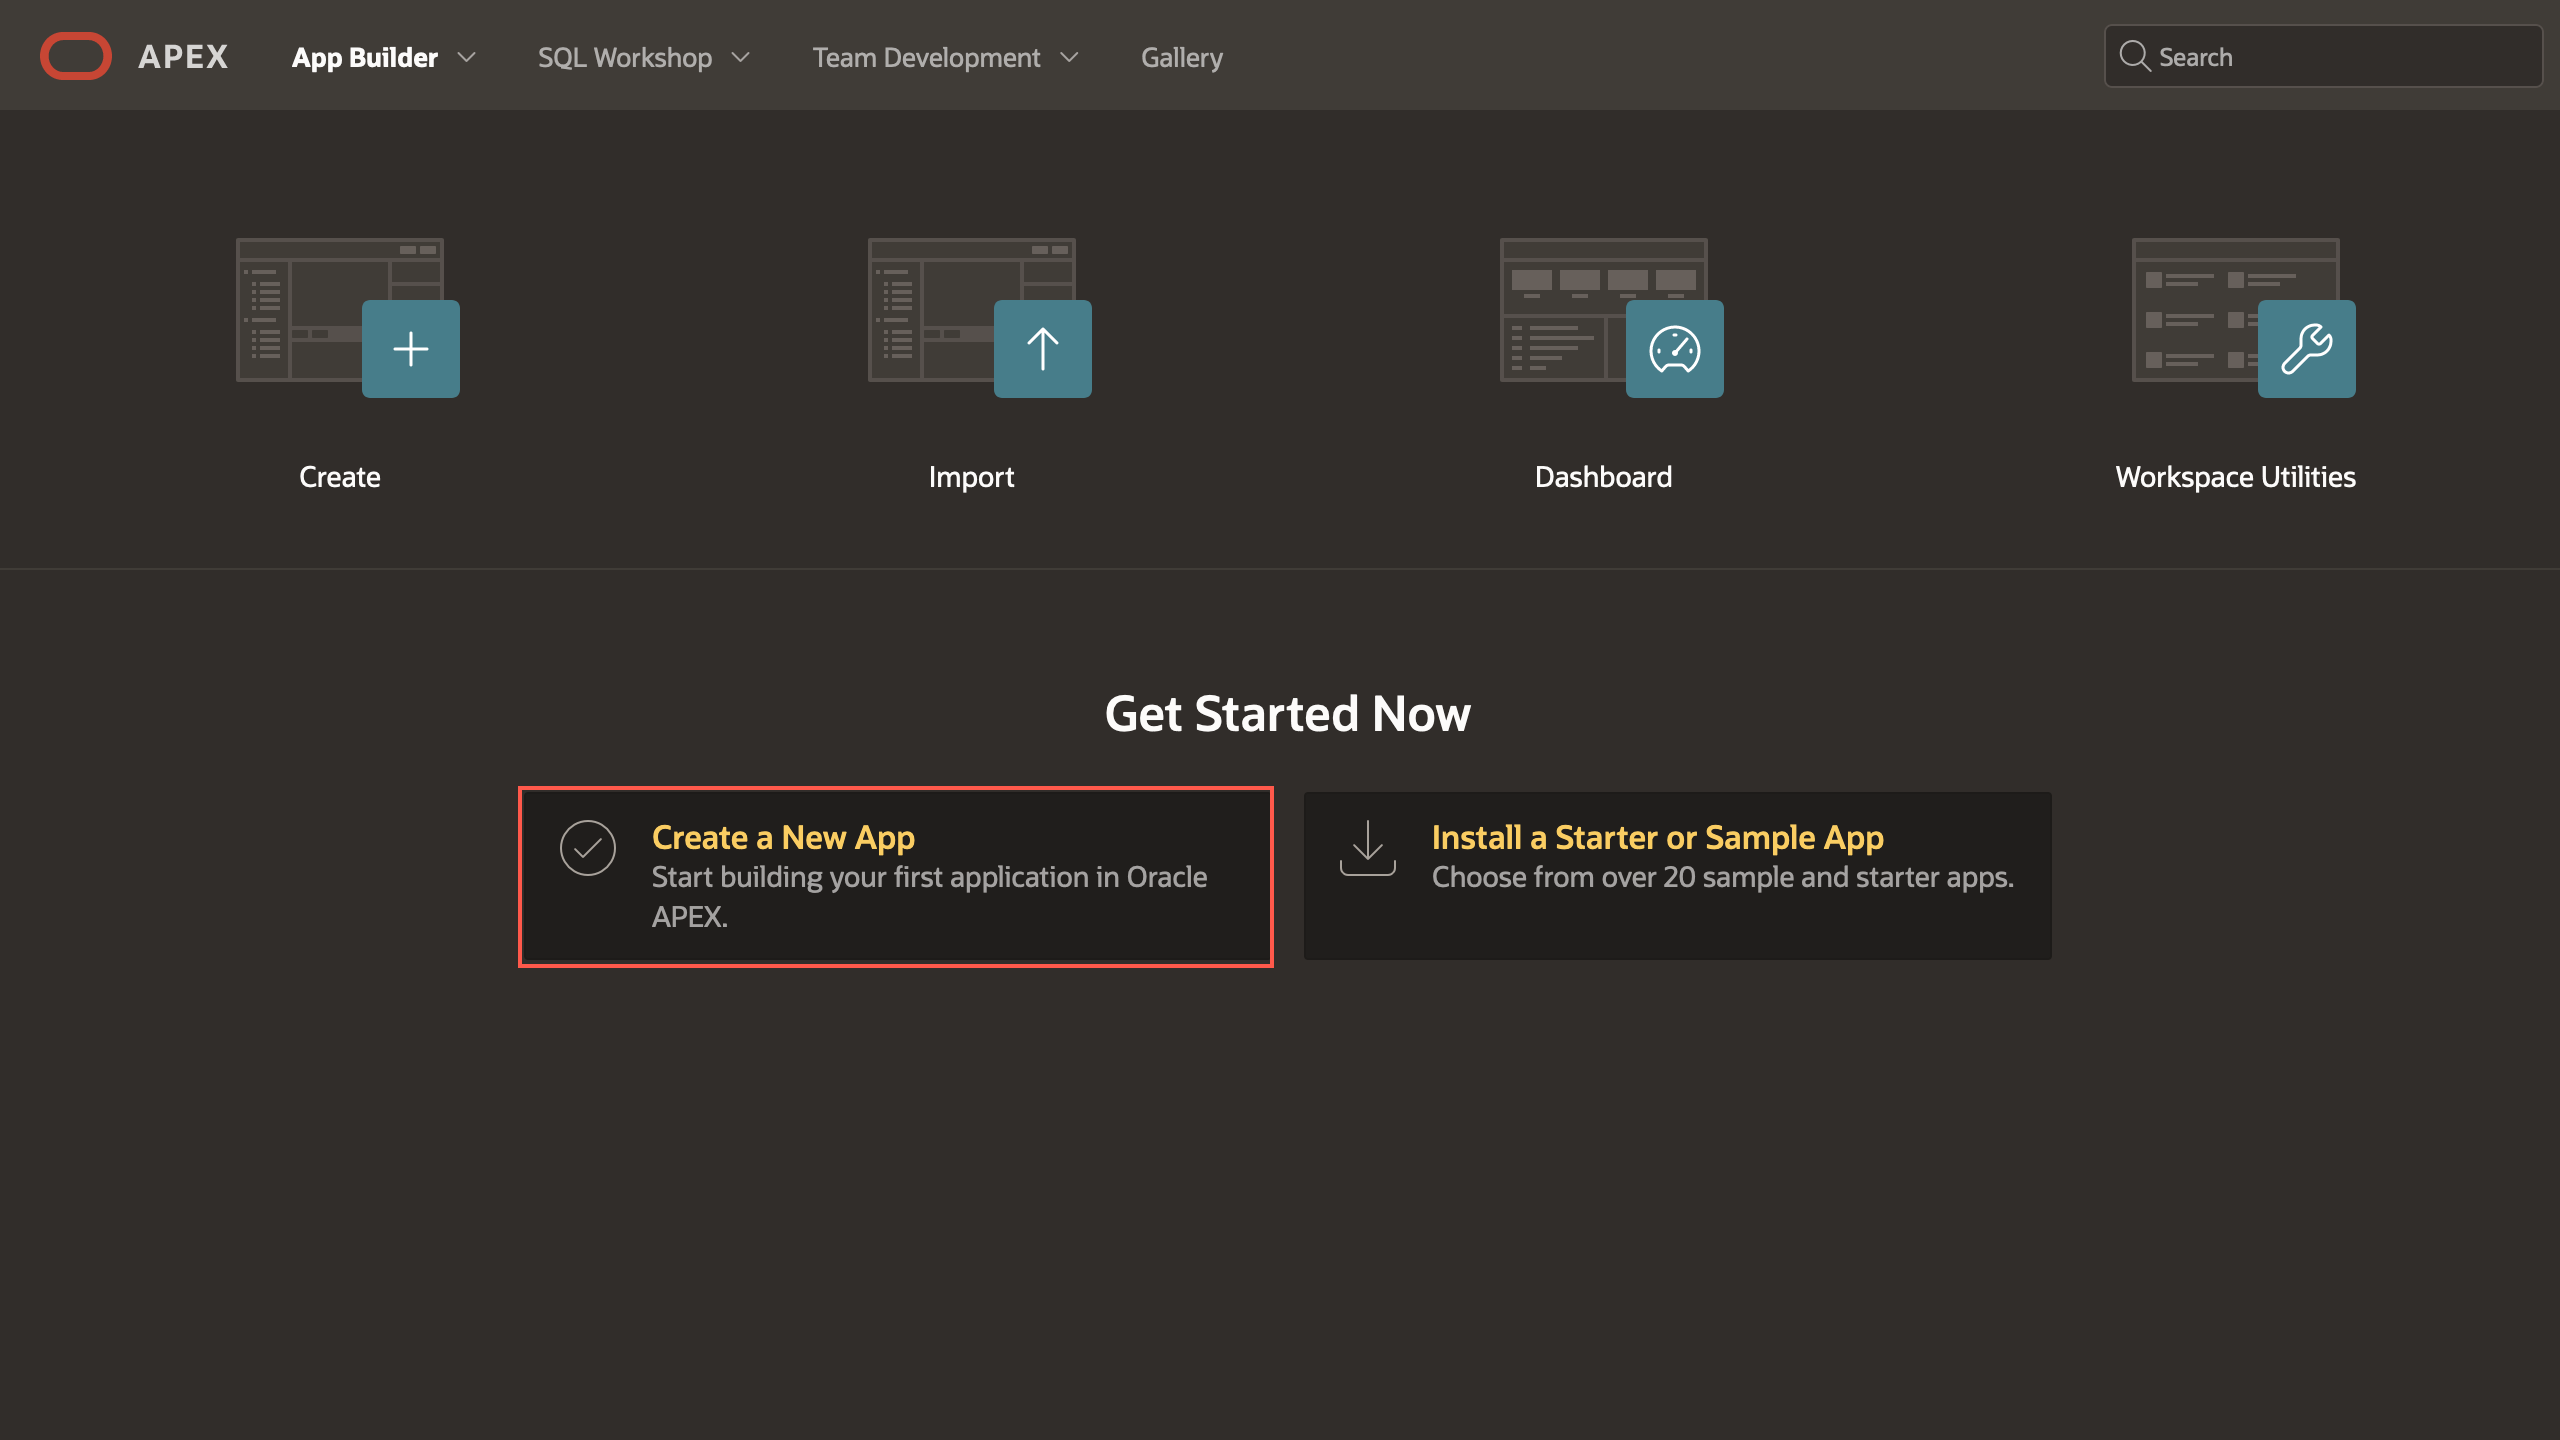 APEX
App Builder
SQL Workshop
Team Development
Gallery
Search
Create
Import
Dashboard
Workspace Utilities
Get Started Now
Create a New App
Start building your first application in Oracle
APEX.
Install a Starter or Sample App
Choose from over 20 sample and starter apps.